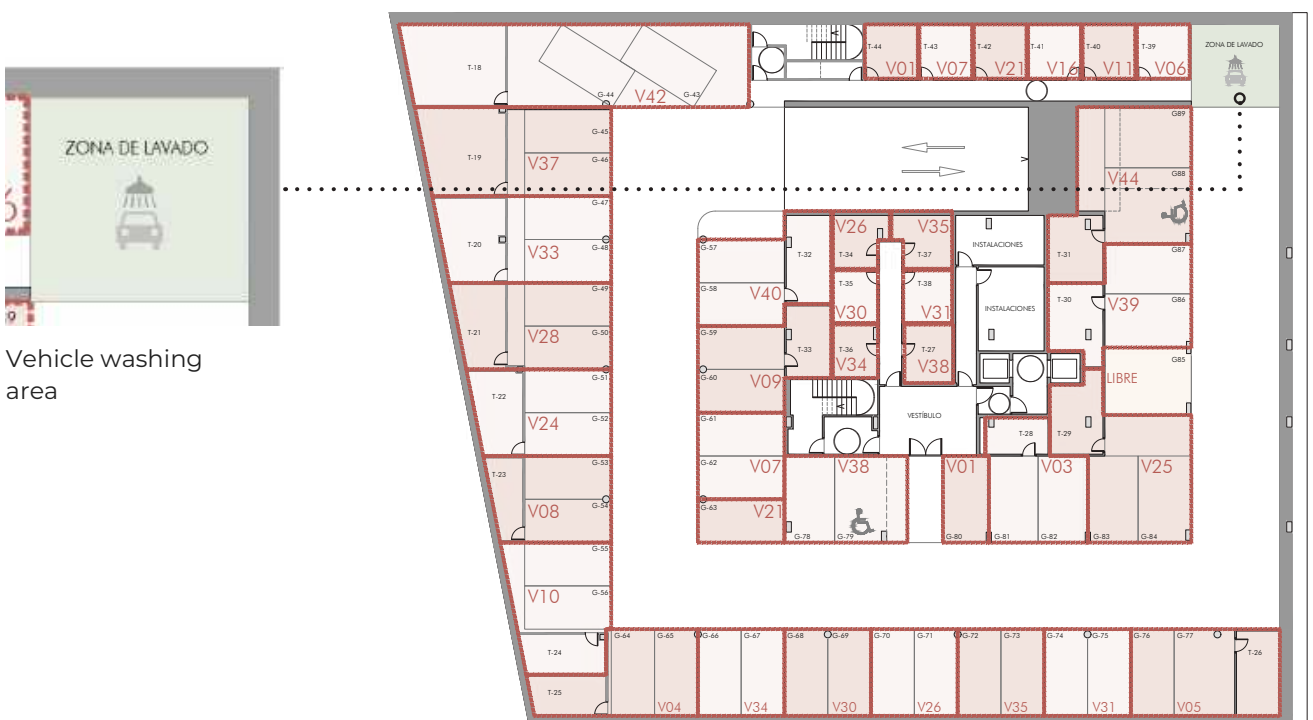 ZONA DE LAVADO
Vehicle washing
area
T-18
G-44
V42
G-43
T-44
V01
T-43
V07
T-42
V21
T-41
V16
T-40
V11
T-39
V06
ZONA DE LAVADO
T-19
G-45
V37
G-46
G89
G88
V44
T-20
G-47
V33
G-48
T-21
G-49
V28
G-50
T-22
G-51
V24
G-52
T-23
G-53
V08
G-54
G-55
V10
G-56
T-24
T-25
G-57
G-58
V40
G-59
G-60
V09
G-61
G-62
V07
G-63
V21
T-32
V26
T-34
V35
T-37
T-35
V30
T-38
V31
T-33
T-36
V34
T-27
V38
INSTALACIONES
INSTALACIONES
VESTÍBULO
T-31
T-30
G87
V39
G86
G85
LIBRE
T-28
T-29
V38
G-78
G-79
V01
G-80
V03
G-81
G-82
V25
G-83
G-84
G-64
G-65
V04
G-66
G-67
V34
G-68
G-69
V30
G-70
G-71
V26
G-72
G-73
V35
G-74
G-75
V31
G-76
G-77
V05
T-26